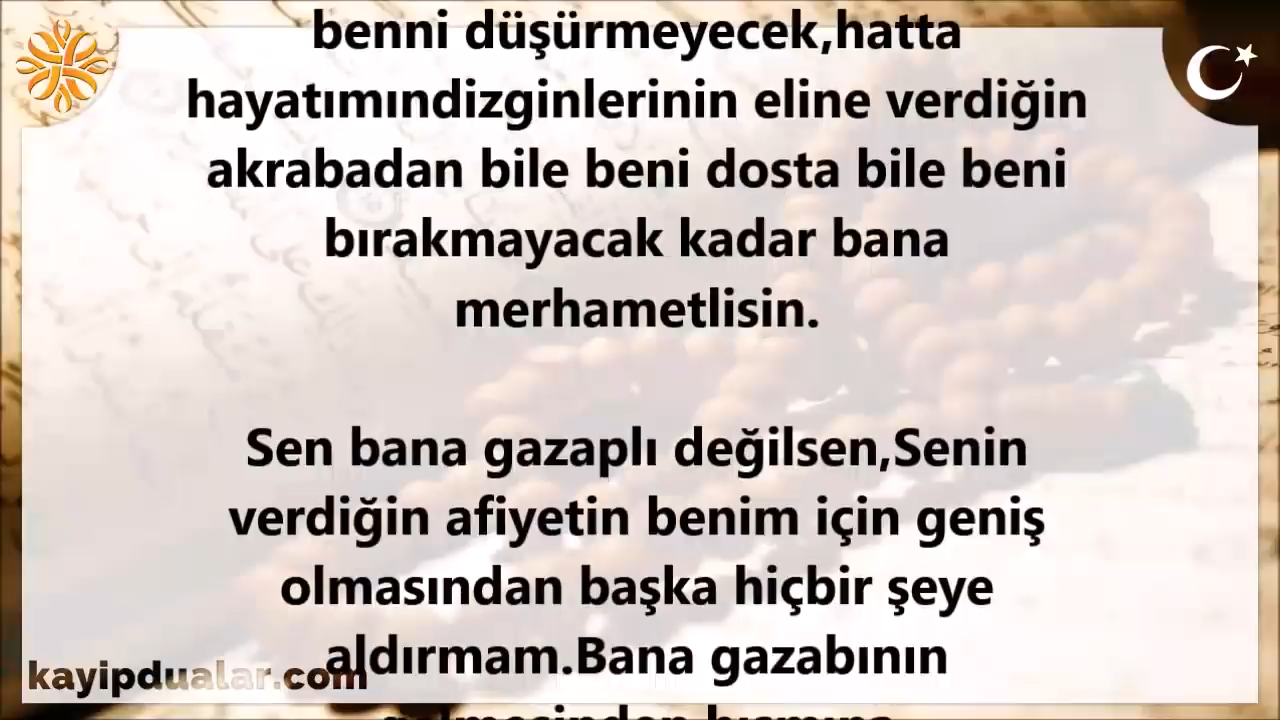 benni düşürmeyecek,hatta
hayatımındizginlerinin eline verdiğin
akrabadan bile beni dosta bile beni
bırakmayacak kadar bana
merhametlisin.
Sen bana gazaplı değilsen,Senin
verdiğin afiyetin benim için geniş
olmasından başka hiçbir şeye
aldırmam.Bana gazabının
kayipdualar.com